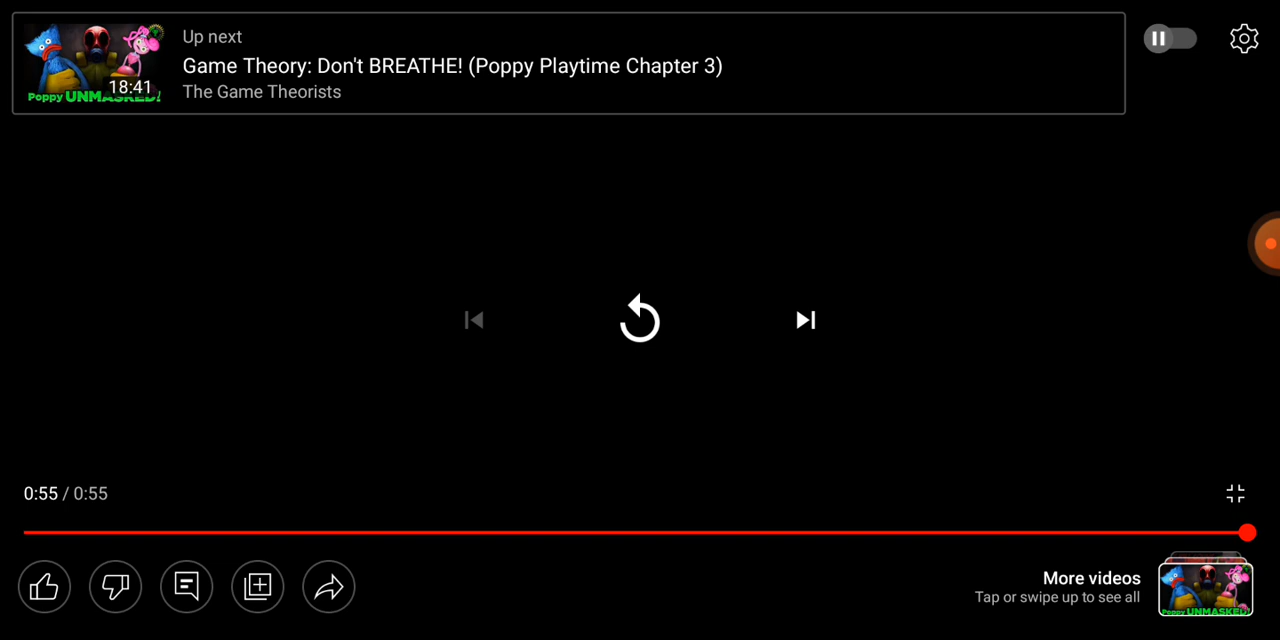 Up next
Game Theory: Don't BREATHE! (Poppy Playtime Chapter 3)
The Game Theorists
18:41
Poppy UNMASKED!
0:55 / 0:55
More videos
Tap or swipe up to see all
Poppy UNMASKED!